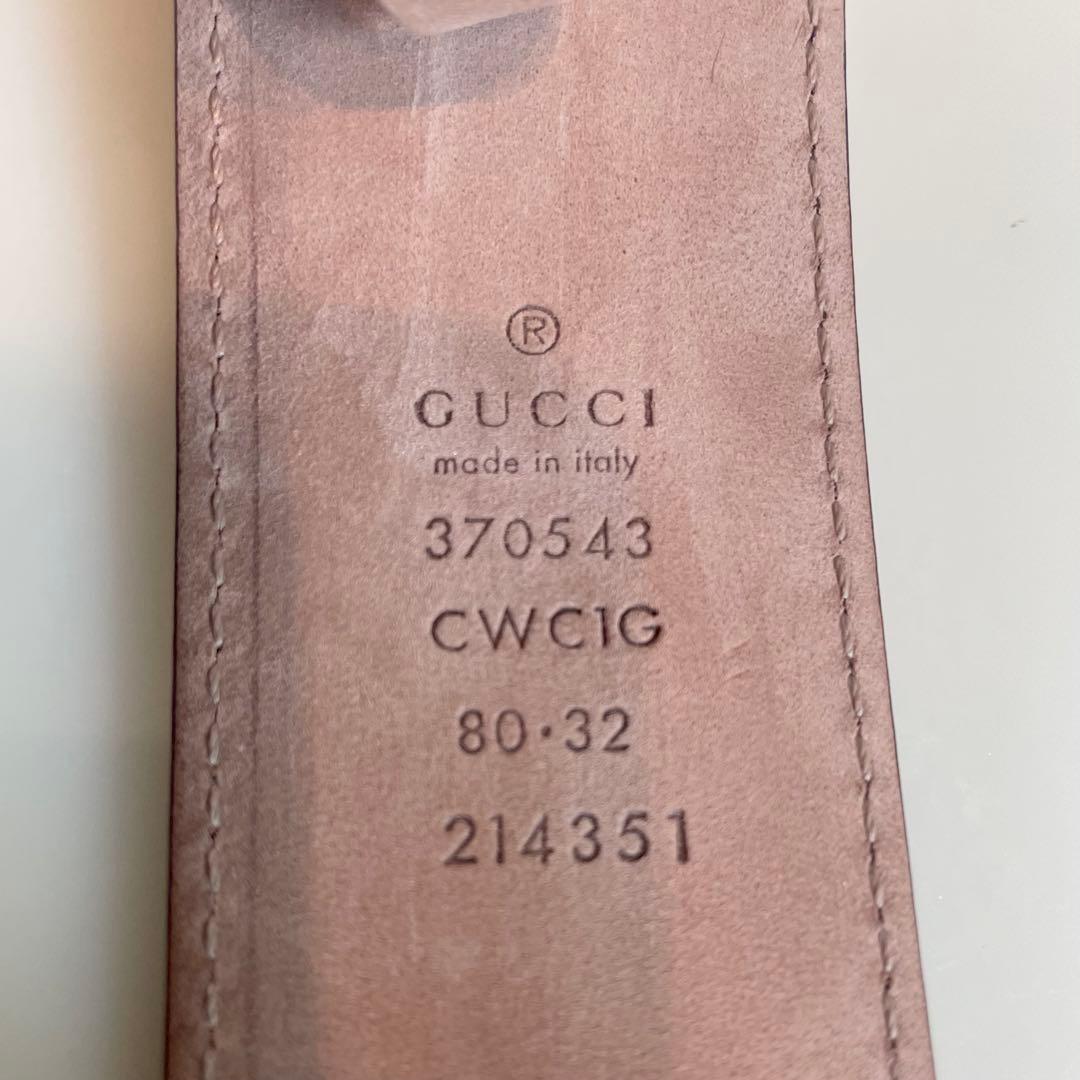 ®
GUCCI
made in italy
370543
CWC1G
80·32
214351